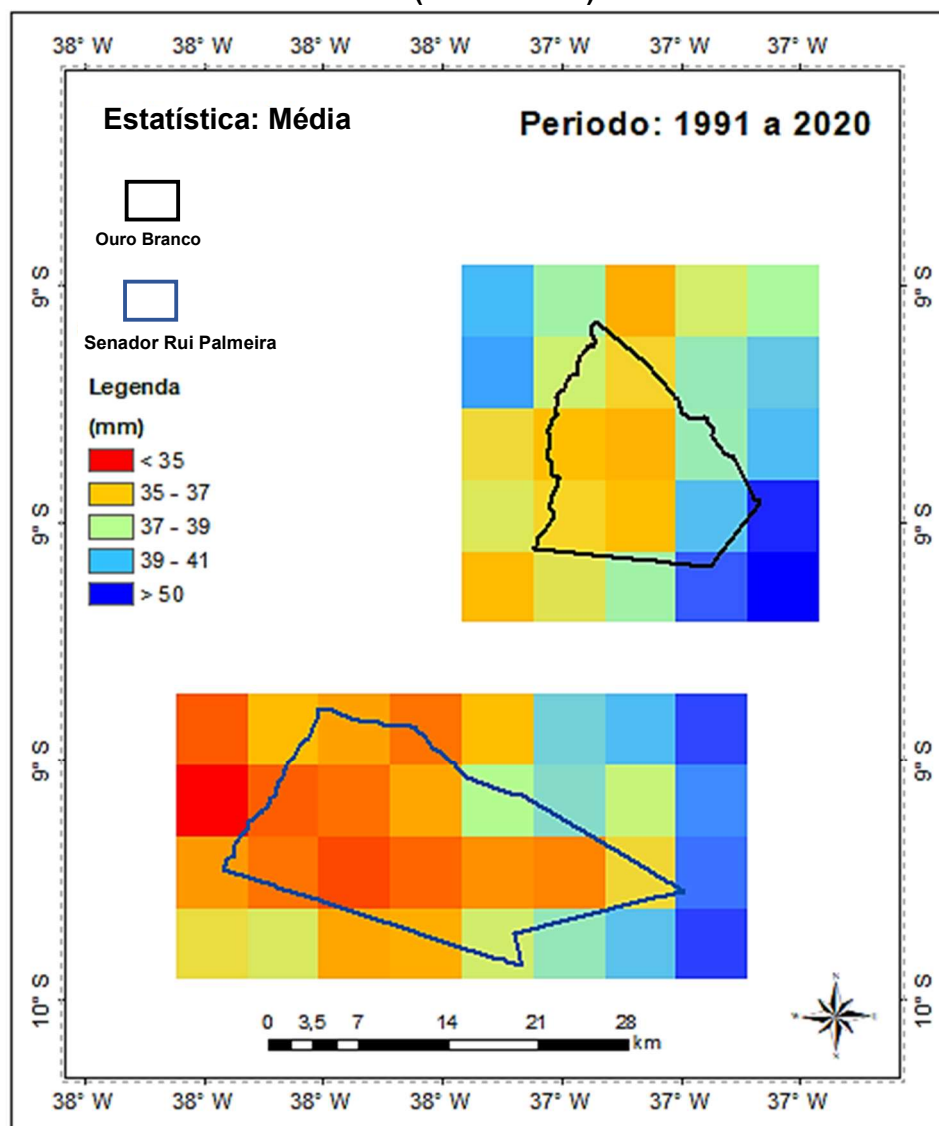 38° W 38° W 38° W 37° W 37° W 37° W 37° W
Estatística: Média
Periodo: 1991 a 2020
Ouro Branco
Senador Rui Palmeira
Legenda
(mm)
< 35
35 - 37
37 - 39
39 - 41
> 50
9° S
9° S
9° S
10° S
9° S
9° S
9° S
10° S
0 3,5 7 14 21 28
km
N
38° W 38° W 38° W 37° W 37° W 37° W 37° W